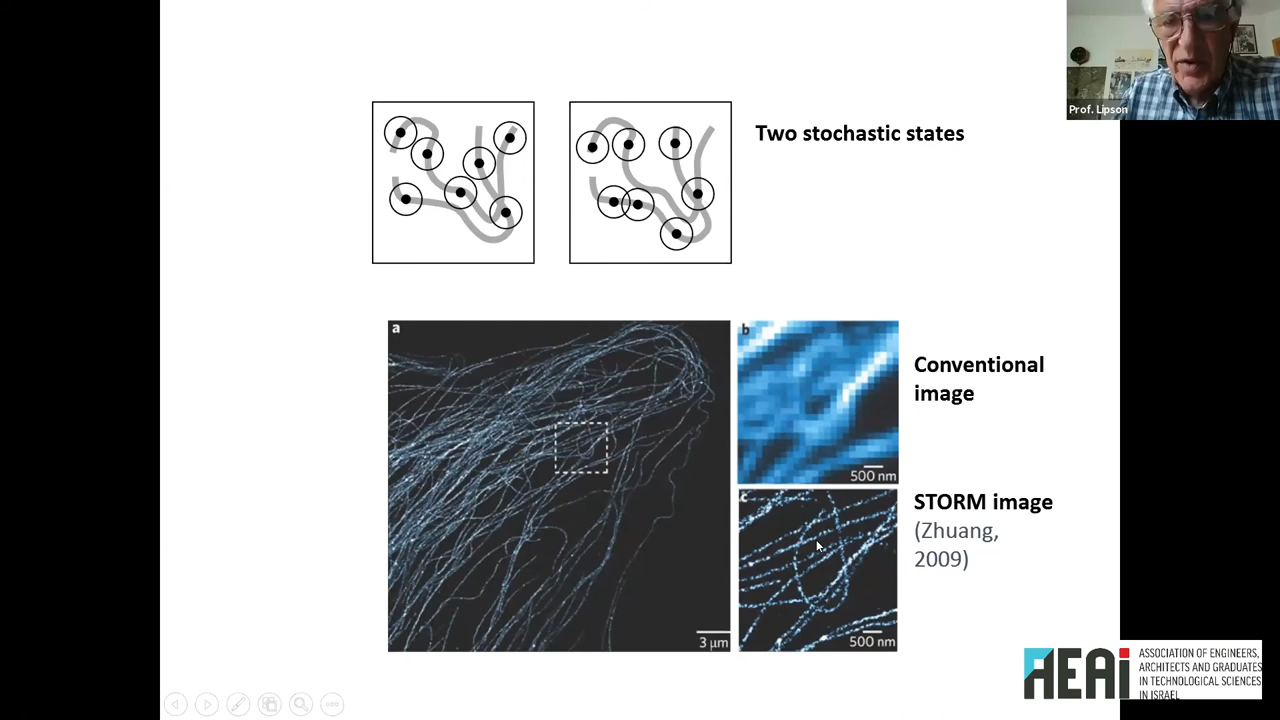 Prof. Lipson
Two stochastic states
a
b
Conventional
image
500 nm
c
STORM image
(Zhuang,
2009)
3 μm
500 nm
AEAi
ASSOCIATION OF ENGINEERS,
ARCHITECTS AND GRADUATES
IN TECHNOLOGICAL SCIENCES
IN ISRAEL